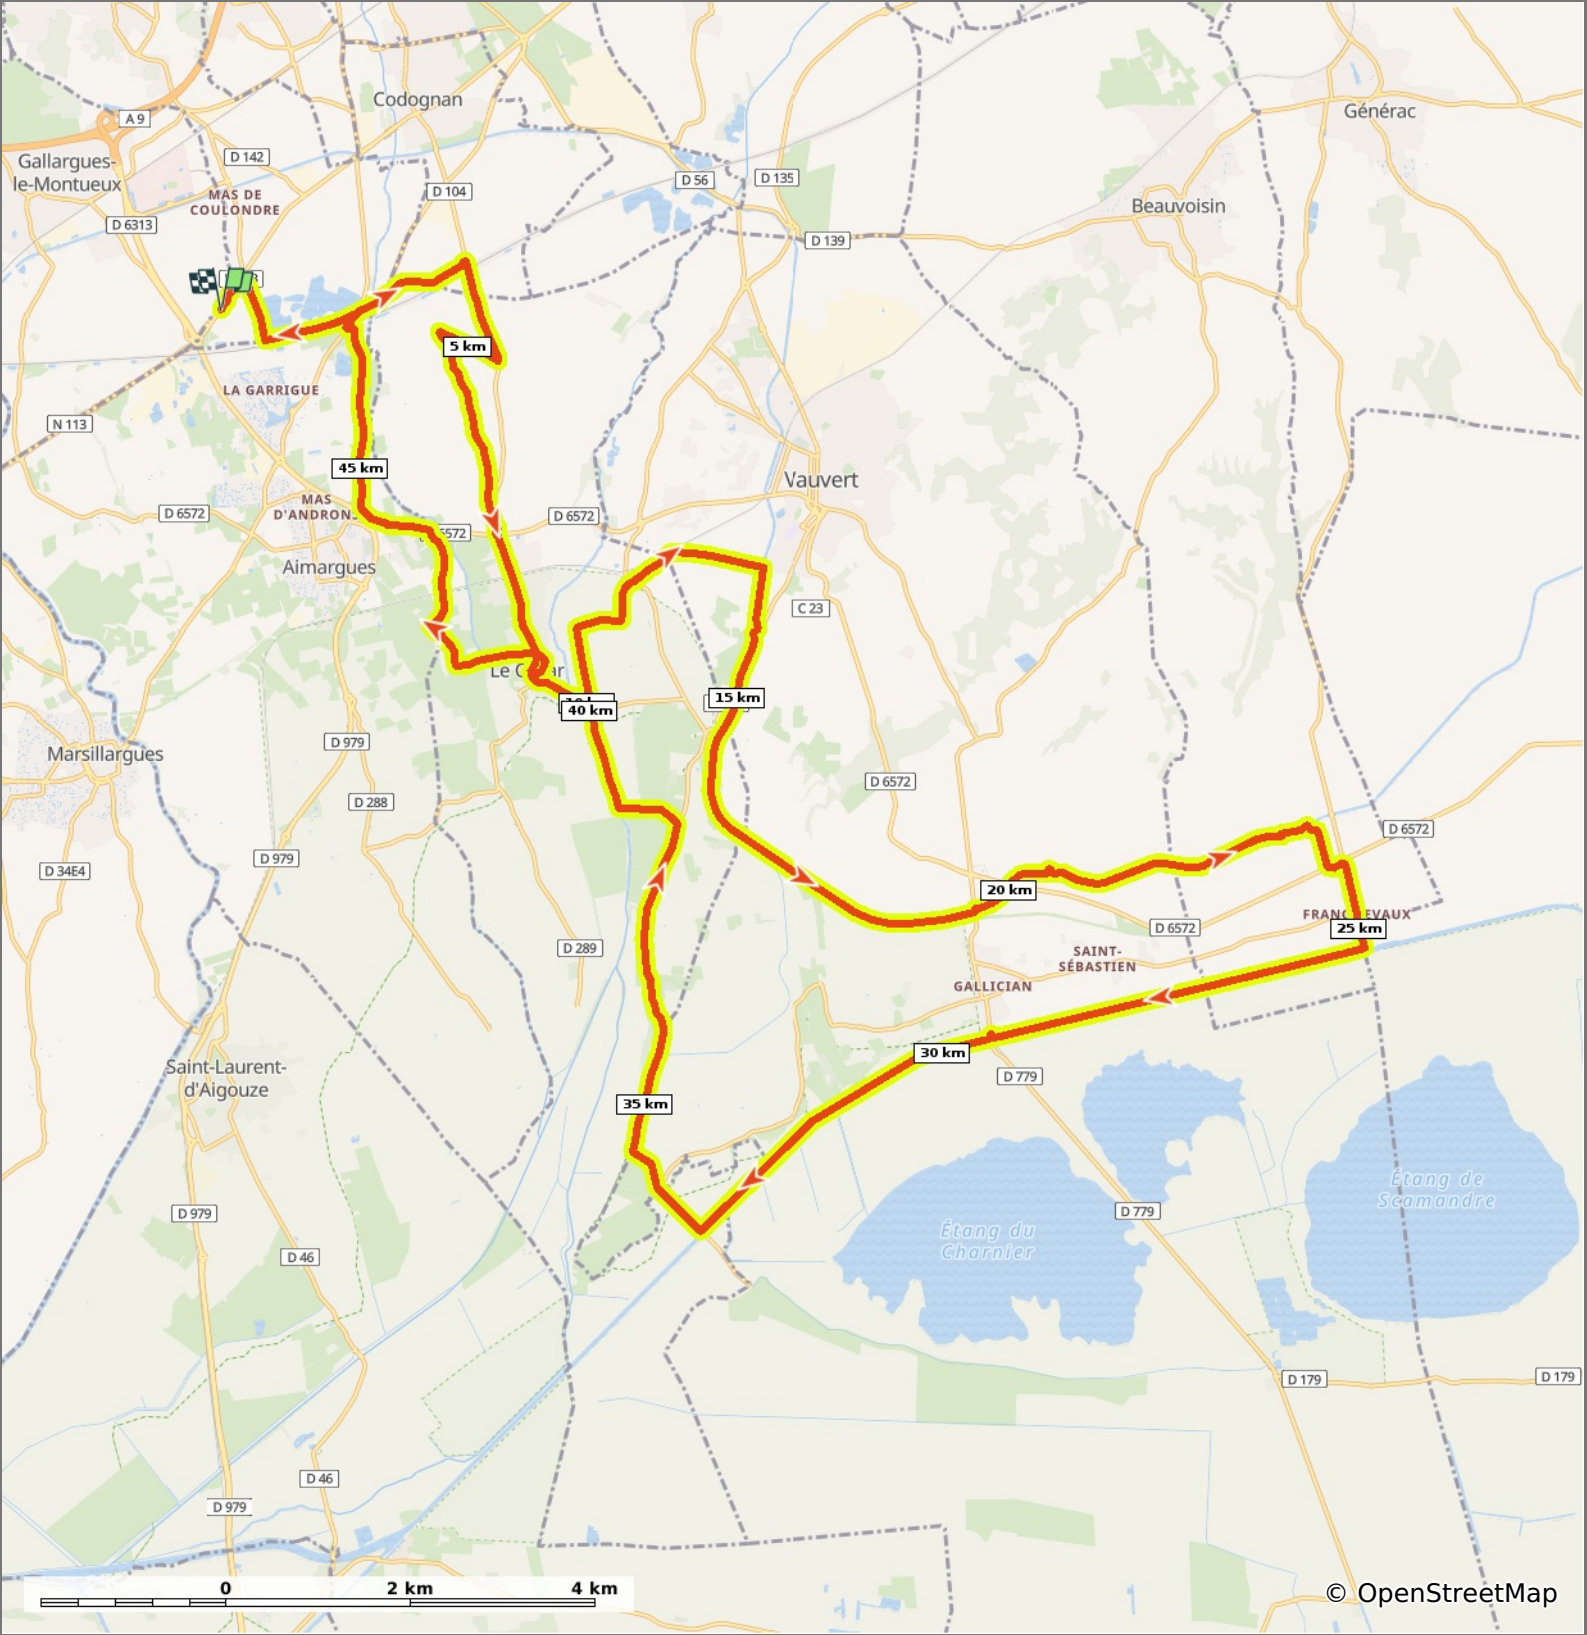 Codognan
Générac
A 9
Gallargues-
le-Montueux
D 142
D 56
D 135
D 104
MAS DE
COULONDRE
Beauvoisin
D 6313
D 139
5 km
LA GARRIGUE
N 113
45 km
Vauvert
MAS
D'ANDRON
D 6572
D 6572
6572
Aimargues
C 23
Le C
ar
15 km
40 km
D 979
Marsillargues
D 6572
D 288
D 6572
D 979
D 34E4
20 km
FRANC
EVAUX
25 km
D 6572
D 289
SAINT-
SÉBASTIEN
GALLICIAN
30 km
Saint-Laurent-
d'Aigouze
D 779
35 km
Étang de
Scamandre
D 979
D 779
Étang du
Charnier
D 46
D 179
D 179
D 46
D 979
0
2 km
4 km
© OpenStreetMap